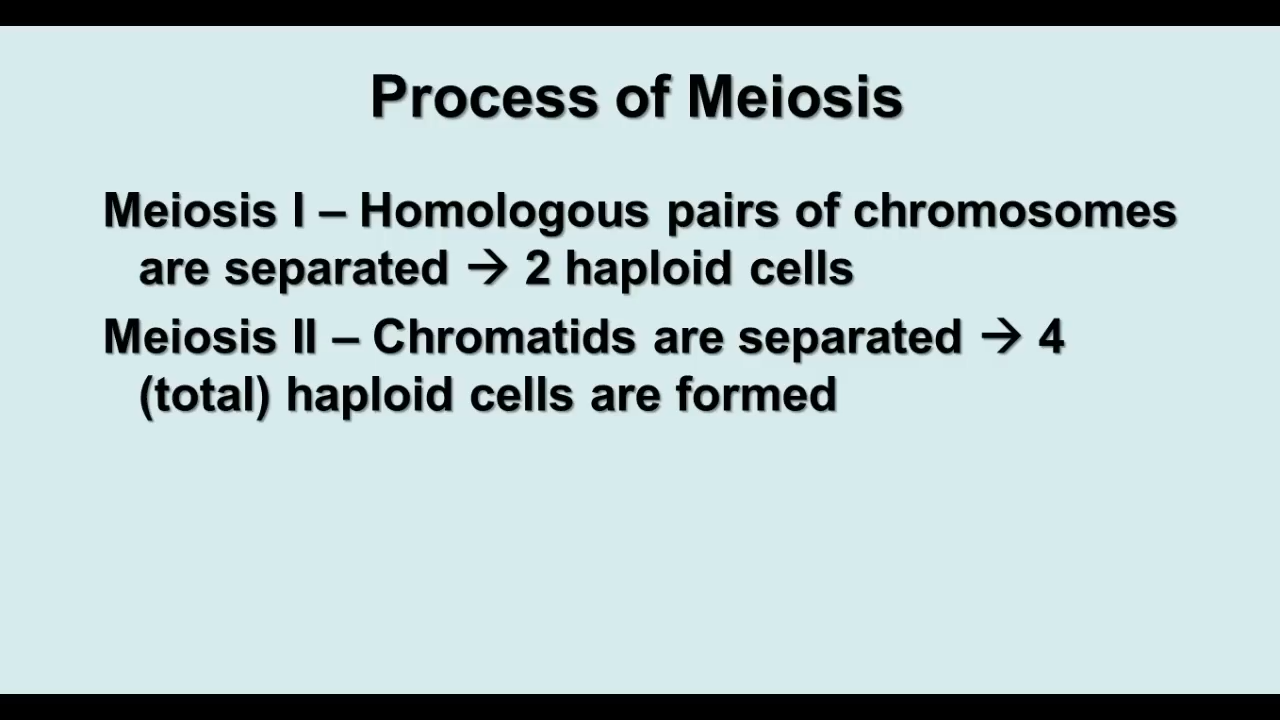 Process of Meiosis
Meiosis I – Homologous pairs of chromosomes
are separated → 2 haploid cells
Meiosis II – Chromatids are separated → 4
(total) haploid cells are formed